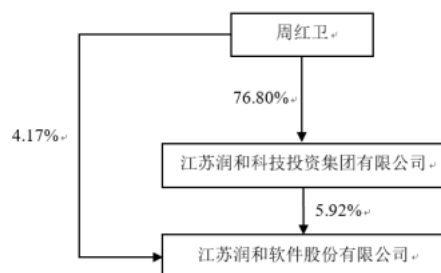 周红卫
76.80%
4.17%
江苏润和科技投资集团有限公司
5.92%
江苏润和软件股份有限公司